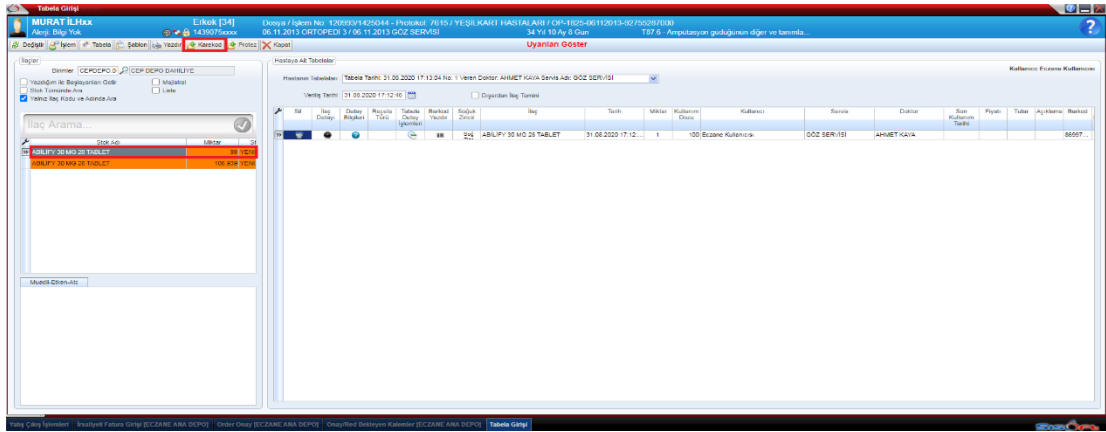 Tabela Girişi
MURAT İLHxx Erkek [34]
Alerji: Bilgi Yok 1439075xxxx
Dosya / İşlem No: 120993/1425044 - Protokol: 7615 / YEŞİLKART HASTALARI / OP-1825-06112013-92755267000
06.11.2013 ORTOPEDİ 3 / 06.11.2013 GÖZ SERVİSİ 34 Yıl 10 Ay 8 Gün T87.6 - Amputasyon güdüğünün diğer ve tanımla...
Değiştir İşlem Tabela Şablon Yazdır Karekod Protez Kapat
Uyarıları Göster
İlaçlar
Birimler CEPDEPO.D CEP DEPO DAHİLİYE
Yazdığım ile Başlayanları Getir Majistral
Stok Tümünde Ara Liste
Yalnız İlaç Kodu ve Adında Ara
İlaç Arama...
Stok Adı Miktar
ABILIFY 30 MG 28 TABLET 98 YENİ
ABILIFY 30 MG 28 TABLET YENİ
Muadil-Etken-Atc
Hastaya Ait Tabelalar
Kullanıcı: Eczane Kullanıcısı
Hastanın Tabelaları Tabela Tarihi: 31.08.2020 17:13:04 No: 1 Veren Doktor: AHMET KAYA Servis Adı: GÖZ SERVİSİ
Veriliş Tarihi 31.08.2020 17:12:46 Dışarıdan İlaç Temini
Sil İlaç Detayı Dolay Bilgileri Reçete Türü Tabela Detay İşlemleri Barkod Yazdır Soğuk Zincir İlaç Tarih Miktar Kullanım Dozu Kullanıcı Servis Doktor Son Kullanım Tarihi Fiyatı Tutar Açıklama Barkod
ABILIFY 30 MG 28 TABLET 31.08.2020 17:12... 1 100 Eczane Kullanıcısı GÖZ SERVİSİ AHMET KAYA 86997...
Yatış Çıkış İşlemleri İrsaliyeli Fatura Girişi [ECZANE ANA DEPO] Order Onay [ECZANE ANA DEPO] Onay/Red Bekleyen Kalemler [ECZANE ANA DEPO] Tabela Girişi